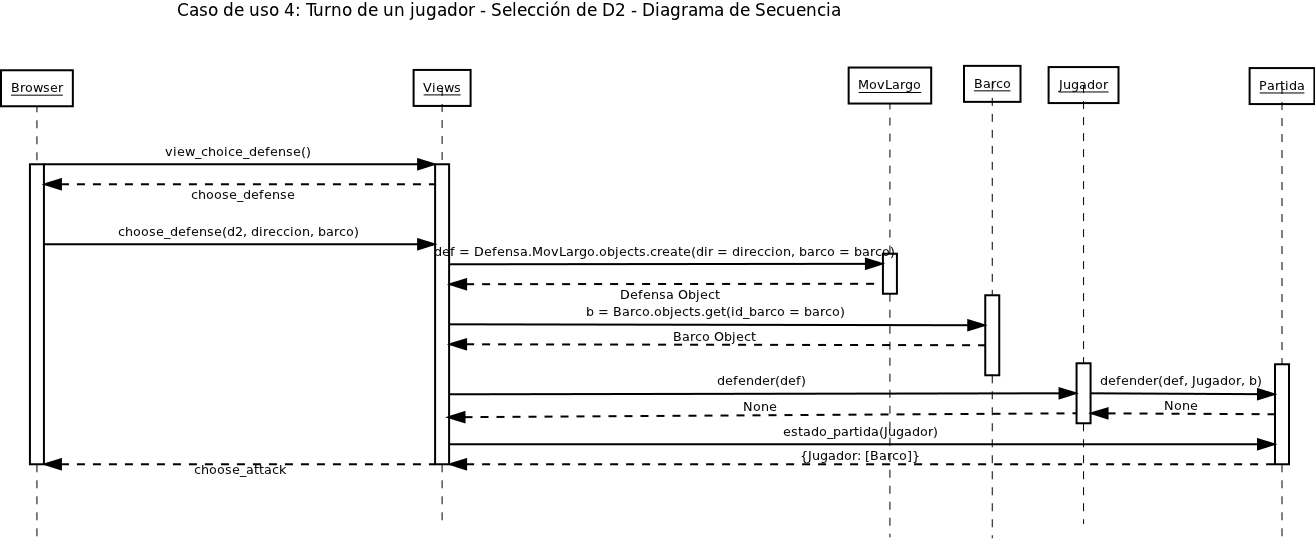 Caso de uso 4: Turno de un jugador - Selección de D2 - Diagrama de Secuencia
Browser
Views
MovLargo
Barco
Jugador
Partida
view_choice_defense()
choose_defense
choose_defense(d2, direccion, barco)
def = Defensa.MovLargo.objects.create(dir = direccion, barco = barco)
Defensa Object
b = Barco.objects.get(id_barco = barco)
Barco Object
defender(def)
defender(def, Jugador, b)
None
None
estado_partida(Jugador)
{Jugador: [Barco]}
choose_attack